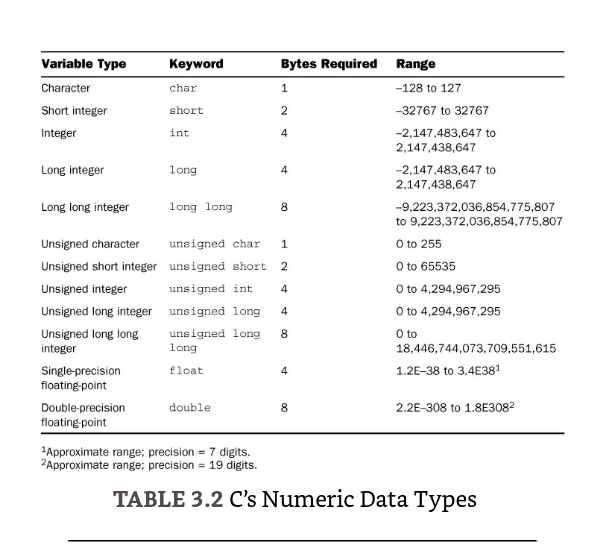 Variable Type Keyword Bytes Required Range
Character char 1 –128 to 127
Short integer short 2 –32767 to 32767
Integer int 4 –2,147,483,647 to
2,147,438,647
Long integer long 4 –2,147,483,647 to
2,147,438,647
Long long integer long long 8 –9,223,372,036,854,775,807
to 9,223,372,036,854,775,807
Unsigned character unsigned char 1 0 to 255
Unsigned short integer unsigned short 2 0 to 65535
Unsigned integer unsigned int 4 0 to 4,294,967,295
Unsigned long integer unsigned long 4 0 to 4,294,967,295
Unsigned long long unsigned long 8 0 to
integer long 18,446,744,073,709,551,615
Single-precision float 4 1.2E–38 to 3.4E38¹
floating-point
Double-precision double 8 2.2E–308 to 1.8E308²
floating-point
¹Approximate range; precision = 7 digits.
²Approximate range; precision = 19 digits.
TABLE 3.2 C’s Numeric Data Types